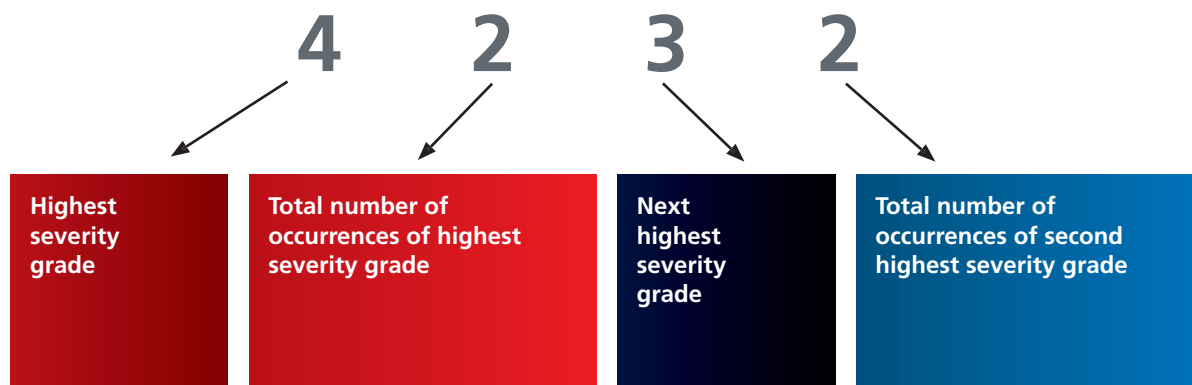 4 2 3 2
Highest
severity
grade
Total number of
occurrences of highest
severity grade
Next
highest
severity
grade
Total number of
occurrences of second
highest severity grade